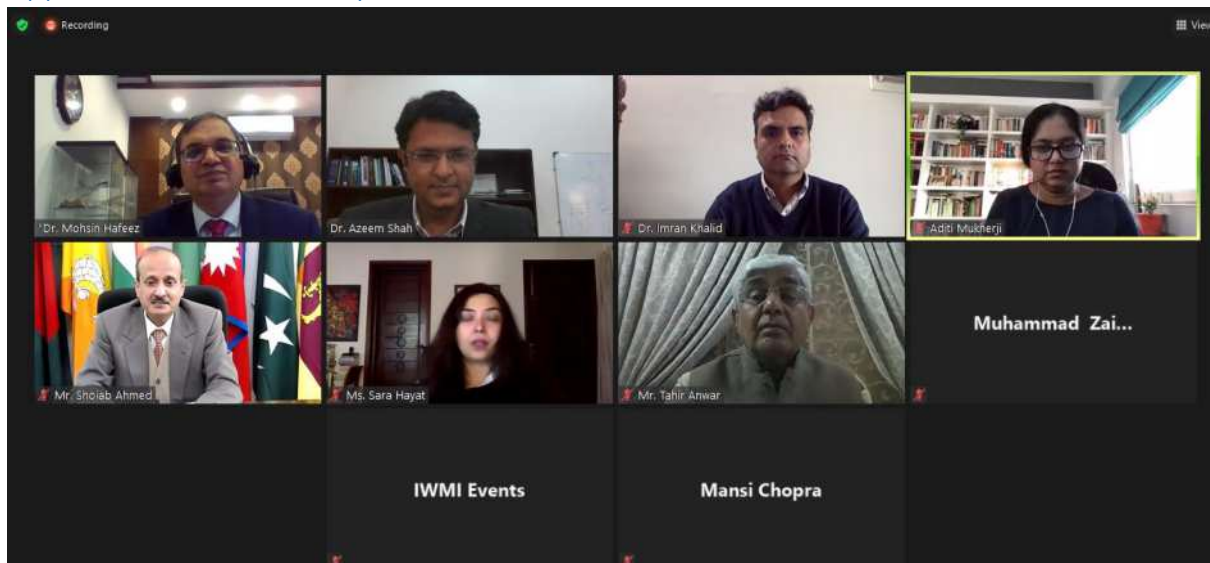 Recording
View
Dr. Mohsin Hafeez
Dr. Azeem Shah
Dr. Imran Khalid
Aditi Mukherji
Mr. Shoiab Ahmed
Ms. Sara Hayat
Mr. Tahir Anwar
Muhammad Zai...
IWMI Events
Mansi Chopra